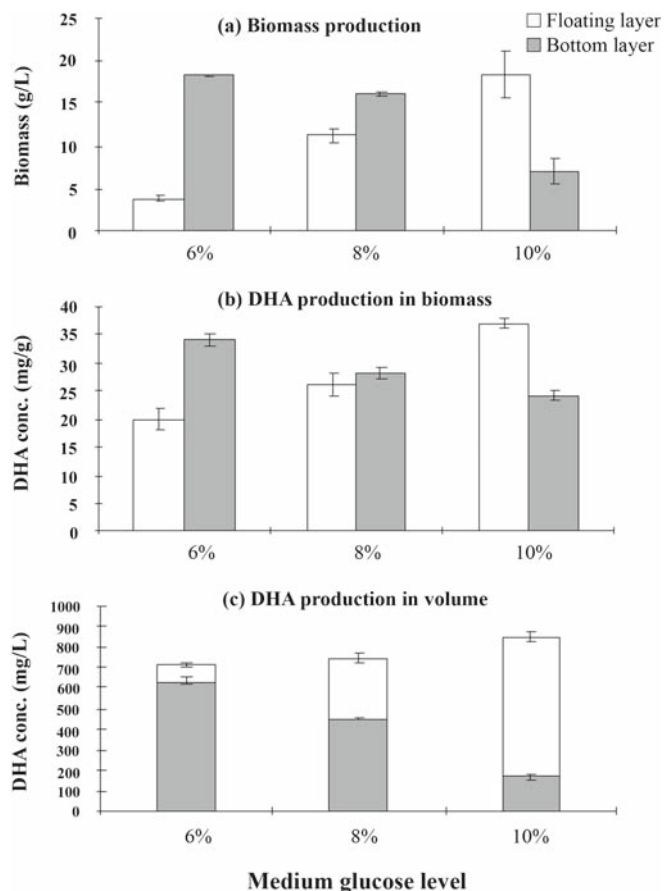 (a) Biomass production
Floating layer
Bottom layer
Biomass (g/L)
25
20
15
10
5
0
6% 8% 10%
(b) DHA production in biomass
DHA conc. (mg/g)
40
35
30
25
20
15
10
5
0
6% 8% 10%
(c) DHA production in volume
DHA conc. (mg/L)
1000
900
800
700
600
500
400
300
200
100
0
6% 8% 10%
Medium glucose level